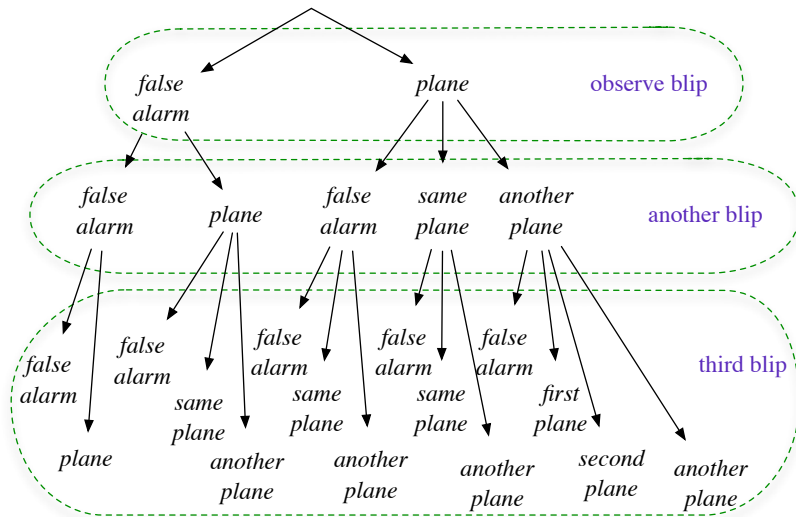 false
alarm
plane
observe blip
false
alarm
plane
false
alarm
same
plane
another
plane
another blip
false
alarm
plane
false
alarm
same
plane
another
plane
false
alarm
same
plane
another
plane
false
alarm
same
plane
another
plane
false
alarm
first
plane
second
plane
another
plane
third blip